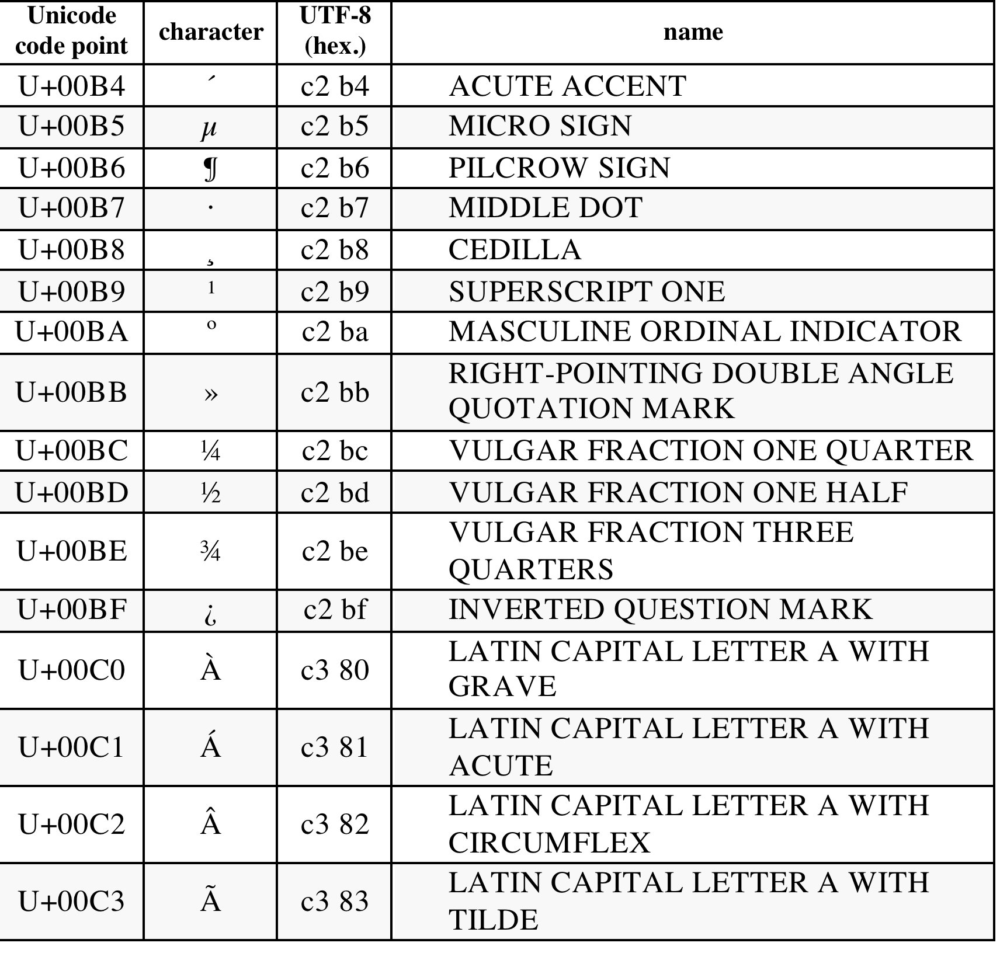 Unicode code point character UTF-8 (hex.) name
U+00B4 ´ c2 b4 ACUTE ACCENT
U+00B5 µ c2 b5 MICRO SIGN
U+00B6 ¶ c2 b6 PILCROW SIGN
U+00B7 · c2 b7 MIDDLE DOT
U+00B8 ¸ c2 b8 CEDILLA
U+00B9 ¹ c2 b9 SUPERSCRIPT ONE
U+00BA º c2 ba MASCULINE ORDINAL INDICATOR
U+00BB » c2 bb RIGHT-POINTING DOUBLE ANGLE
QUOTATION MARK
U+00BC ¼ c2 bc VULGAR FRACTION ONE QUARTER
U+00BD ½ c2 bd VULGAR FRACTION ONE HALF
U+00BE ¾ c2 be VULGAR FRACTION THREE
QUARTERS
U+00BF ¿ c2 bf INVERTED QUESTION MARK
U+00C0 À c3 80 LATIN CAPITAL LETTER A WITH
GRAVE
U+00C1 Á c3 81 LATIN CAPITAL LETTER A WITH
ACUTE
U+00C2 Â c3 82 LATIN CAPITAL LETTER A WITH
CIRCUMFLEX
U+00C3 Ã c3 83 LATIN CAPITAL LETTER A WITH
TILDE